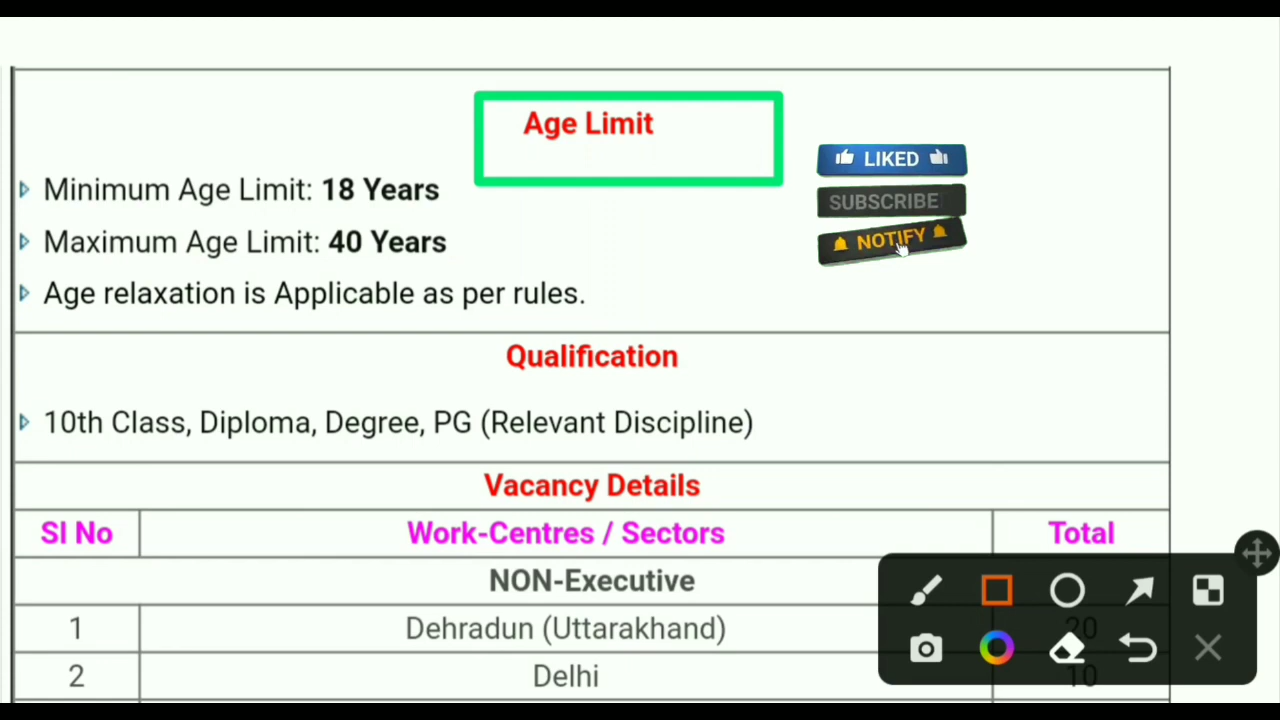 Age Limit
LIKED
Minimum Age Limit: 18 Years
SUBSCRIBE
Maximum Age Limit: 40 Years
NOTIFY
Age relaxation is Applicable as per rules.
Qualification
10th Class, Diploma, Degree, PG (Relevant Discipline)
Vacancy Details
Sl No Work-Centres / Sectors Total
NON-Executive
1 Dehradun (Uttarakhand) 20
2 Delhi 10